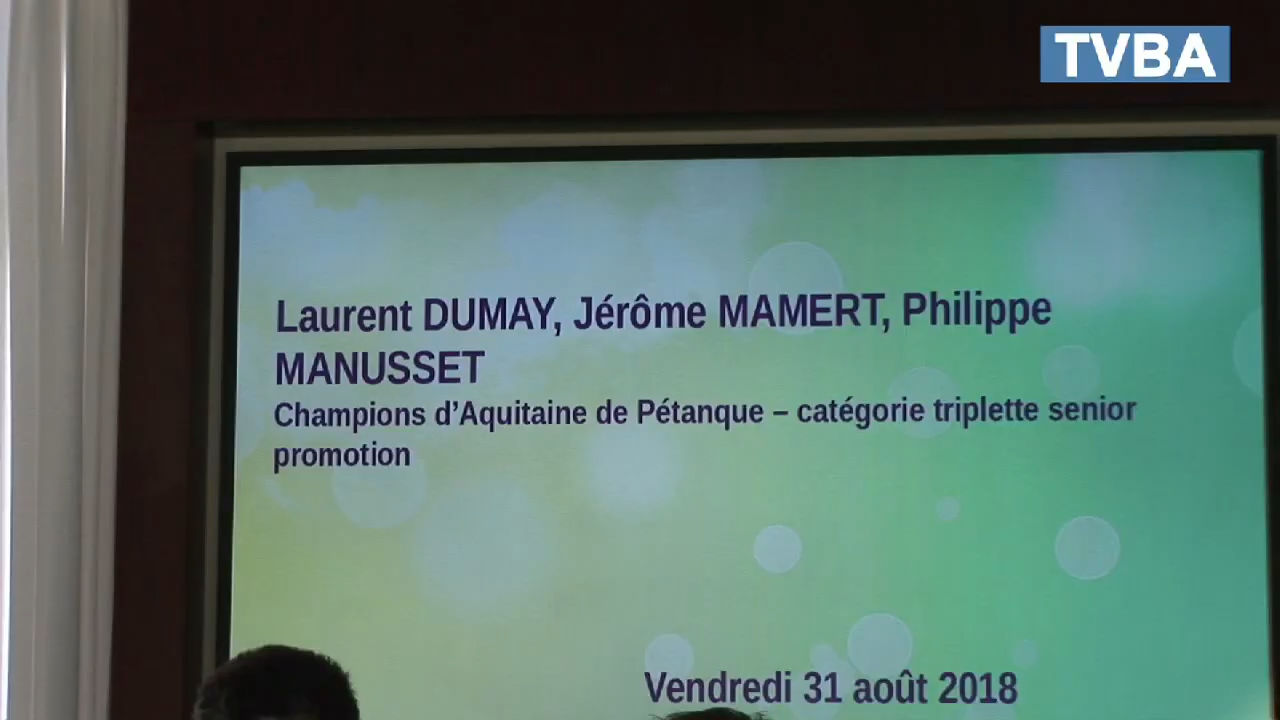 TVBA
Laurent DUMAY, Jérôme MAMERT, Philippe
MANUSSET
Champions d’Aquitaine de Pétanque – catégorie triplette senior
promotion
Vendredi 31 août 2018